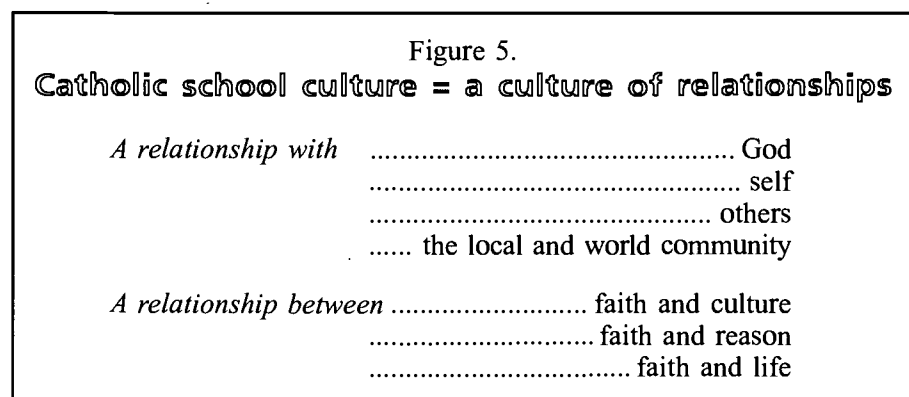 Figure 5.
Catholic school culture = a culture of relationships
A relationship with .................................................. God
................................................... self
............................................... others
...... the local and world community
A relationship between ........................... faith and culture
............................... faith and reason
.................................... faith and life